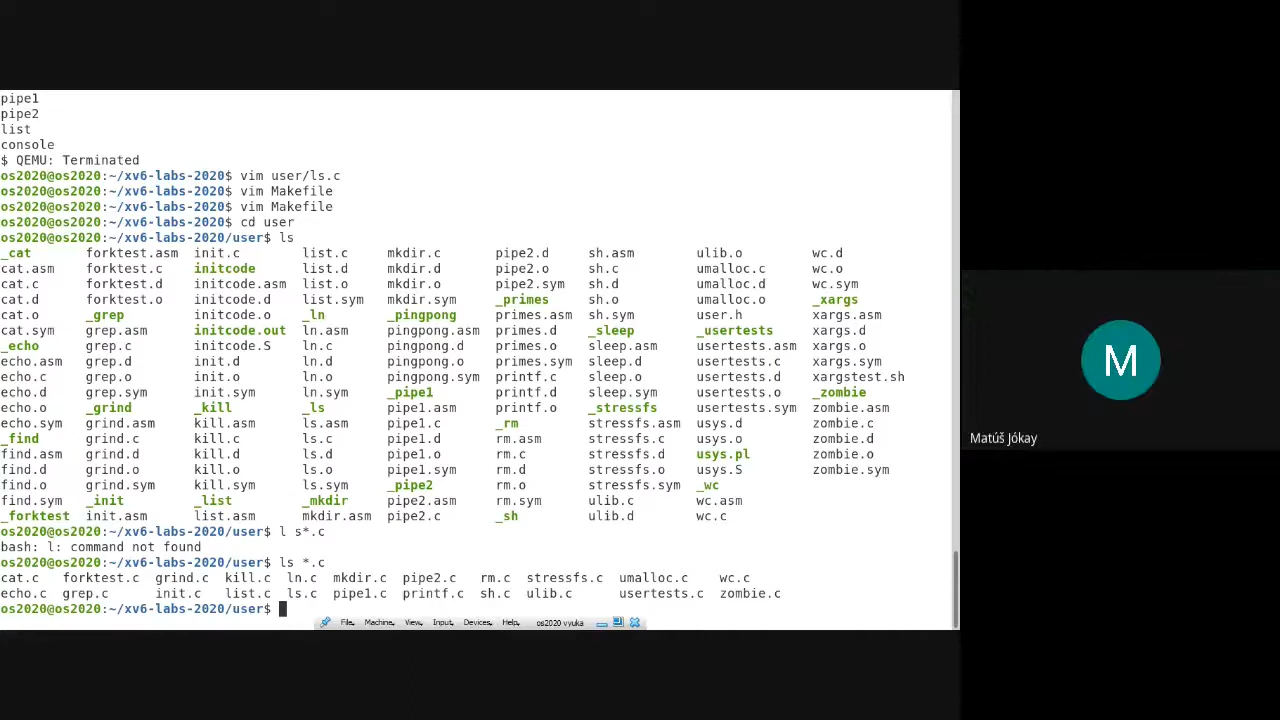 pipe1
pipe2
list
console
$ QEMU: Terminated
os2020@os2020:~/xv6-labs-2020$ vim user/ls.c
os2020@os2020:~/xv6-labs-2020$ vim Makefile
os2020@os2020:~/xv6-labs-2020$ vim Makefile
os2020@os2020:~/xv6-labs-2020$ cd user
os2020@os2020:~/xv6-labs-2020/user$ ls
_cat forktest.asm init.c list.c mkdir.c pipe2.d sh.asm ulib.o wc.d
cat.asm forktest.c initcode list.d mkdir.d pipe2.o sh.c umalloc.c wc.o
cat.c forktest.d initcode.asm list.o mkdir.o pipe2.sym sh.d umalloc.d wc.sym
cat.d forktest.o initcode.d list.sym mkdir.sym _primes sh.o umalloc.o _xargs
cat.o _grep initcode.o _ln _pingpong primes.asm sh.sym user.h xargs.asm
cat.sym grep.asm initcode.out ln.asm pingpong.asm primes.d _sleep _usertests xargs.d
_echo grep.c initcode.S ln.c pingpong.d primes.o sleep.asm usertests.asm xargs.o
echo.asm grep.d init.d ln.d pingpong.o primes.sym sleep.d usertests.c xargs.sym
echo.c grep.o init.o ln.o pingpong.sym printf.c sleep.o usertests.d xargstest.sh
echo.d grep.sym init.sym ln.sym _pipe1 printf.d sleep.sym usertests.o _zombie
echo.o _grind _kill _ls pipe1.asm printf.o _stressfs usertests.sym zombie.asm
echo.sym grind.asm kill.asm ls.asm pipe1.c _rm stressfs.asm usys.d zombie.c
_find grind.c kill.c ls.c pipe1.d rm.asm stressfs.c usys.o zombie.d
find.asm grind.d kill.d ls.d pipe1.o rm.c stressfs.d usys.pl zombie.o
find.d grind.o kill.o ls.o pipe1.sym rm.d stressfs.o usys.S zombie.sym
find.o grind.sym kill.sym ls.sym _pipe2 rm.o stressfs.sym _wc
find.sym _init _list _mkdir pipe2.asm rm.sym ulib.c wc.asm
_forktest init.asm list.asm mkdir.asm pipe2.c _sh ulib.d wc.c
os2020@os2020:~/xv6-labs-2020/user$ l s*.c
bash: l: command not found
os2020@os2020:~/xv6-labs-2020/user$ ls *.c
cat.c forktest.c grind.c kill.c ln.c mkdir.c pipe2.c rm.c stressfs.c umalloc.c wc.c
echo.c grep.c init.c list.c ls.c pipe1.c printf.c sh.c ulib.c usertests.c zombie.c
os2020@os2020:~/xv6-labs-2020/user$
File Machine View Input Devices Help os2020 vyuka
M
Matúš Jókay